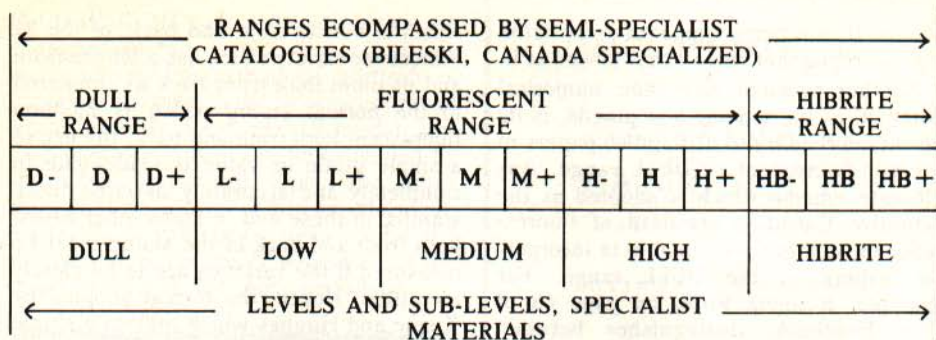 RANGES ECOMPASSED BY SEMI-SPECIALIST
CATALOGUES (BILESKI, CANADA SPECIALIZED)
DULL RANGE
FLUORESCENT RANGE
HIBRITE RANGE
D- D D+ L- L L+ M- M M+ H- H H+ HB- HB HB+
DULL LOW MEDIUM HIGH HIBRITE
LEVELS AND SUB-LEVELS, SPECIALIST
MATERIALS